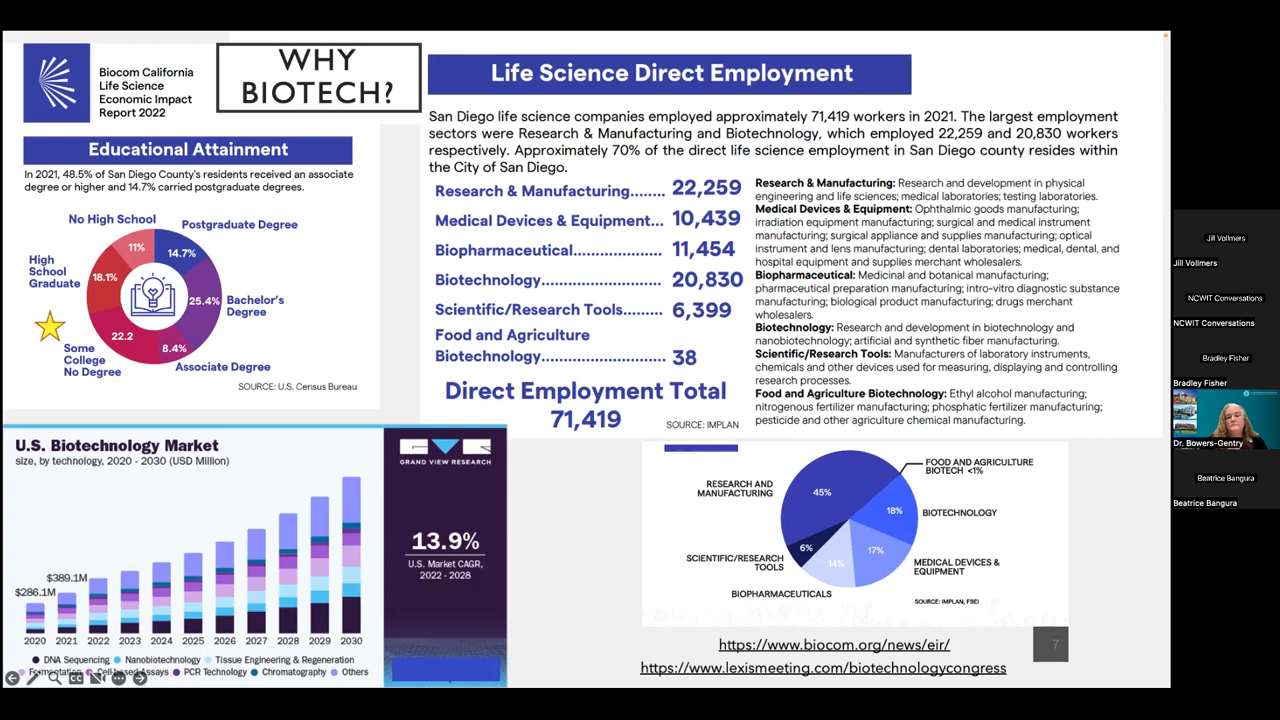 Biocom California
Life Science
Economic Impact
Report 2022
WHY
BIOTECH?
Educational Attainment
In 2021, 48.5% of San Diego County's residents received an associate
degree or higher and 14.7% carried postgraduate degrees.
No High School
Postgraduate Degree
11%
14.7%
High
School
Graduate
18.1%
25.4%
Bachelor's
Degree
22.2
8.4%
Some
College
No Degree
Associate Degree
SOURCE: U.S. Census Bureau
Life Science Direct Employment
San Diego life science companies employed approximately 71,419 workers in 2021. The largest employment
sectors were Research & Manufacturing and Biotechnology, which employed 22,259 and 20,830 workers
respectively. Approximately 70% of the direct life science employment in San Diego county resides within
the City of San Diego.
Research & Manufacturing........ 22,259
Medical Devices & Equipment... 10,439
Biopharmaceutical..................... 11,454
Biotechnology............................ 20,830
Scientific/Research Tools......... 6,399
Food and Agriculture
Biotechnology............................. 38
Direct Employment Total
71,419
SOURCE: IMPLAN
Research & Manufacturing: Research and development in physical
engineering and life sciences; medical laboratories; testing laboratories.
Medical Devices & Equipment: Ophthalmic goods manufacturing;
irradiation equipment manufacturing; surgical and medical instrument
manufacturing; surgical appliance and supplies manufacturing; optical
instrument and lens manufacturing; dental laboratories; medical, dental, and
hospital equipment and supplies merchant wholesalers.
Biopharmaceutical: Medicinal and botanical manufacturing;
pharmaceutical preparation manufacturing; intro-vitro diagnostic substance
manufacturing; biological product manufacturing; drugs merchant
wholesalers.
Biotechnology: Research and development in biotechnology and
nanobiotechnology; artificial and synthetic fiber manufacturing.
Scientific/Research Tools: Manufacturers of laboratory instruments,
chemicals and other devices used for measuring, displaying and controlling
research processes.
Food and Agriculture Biotechnology: Ethyl alcohol manufacturing;
nitrogenous fertilizer manufacturing; phosphatic fertilizer manufacturing;
pesticide and other agriculture chemical manufacturing.
U.S. Biotechnology Market
size, by technology, 2020 - 2030 (USD Million)
$286.1M
$389.1M
2020 2021 2022 2023 2024 2025 2026 2027 2028 2029 2030
DNA Sequencing Nanobiotechnology Tissue Engineering & Regeneration
Fermentation Cell based Assays PCR Technology Chromatography Others
GRAND VIEW RESEARCH
13.9%
U.S. Market CAGR,
2022 - 2028
RESEARCH AND
MANUFACTURING
45%
FOOD AND AGRICULTURE
BIOTECH <1%
18%
BIOTECHNOLOGY
SCIENTIFIC/RESEARCH
TOOLS
6%
14%
17%
MEDICAL DEVICES &
EQUIPMENT
BIOPHARMACEUTICALS
SOURCE: IMPLAN, FBEI
https://www.biocom.org/news/eir/
https://www.lexismeeting.com/biotechnologycongress
7
Jill Vollmers
Jill Vollmers
NCWIT Conversations
NCWIT Conversations
Bradley Fisher
Bradley Fisher
Dr. Bowers-Gentry
Beatrice Bangura
Beatrice Bangura